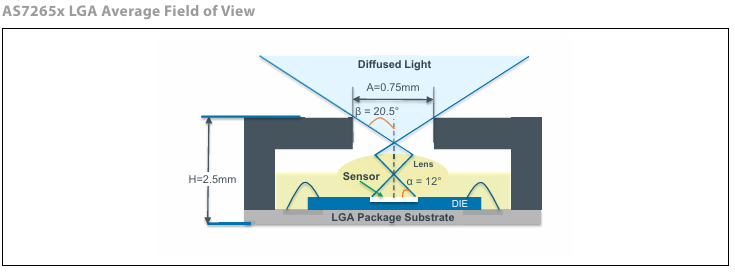 AS7265x LGA Average Field of View
Diffused Light
A=0.75mm
β = 20.5°
H=2.5mm
Lens
Sensor
α = 12°
DIE
LGA Package Substrate